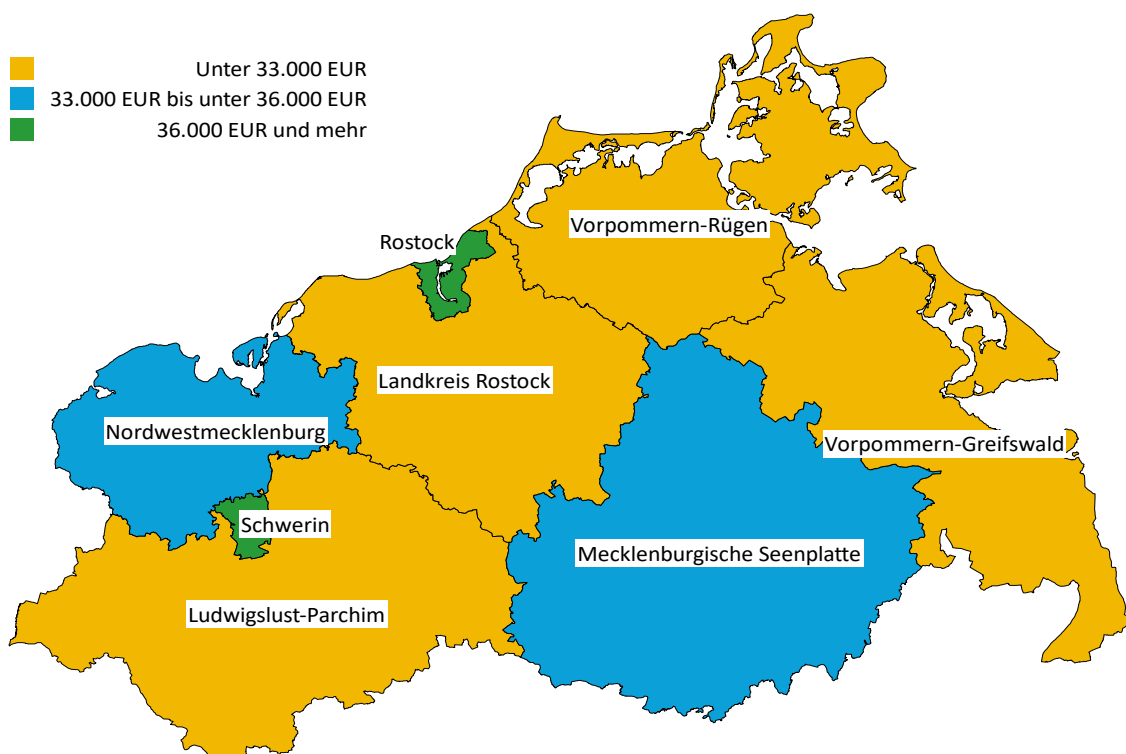 Unter 33.000 EUR
33.000 EUR bis unter 36.000 EUR
36.000 EUR und mehr
Vorpommern-Rügen
Rostock
Landkreis Rostock
Nordwestmecklenburg
Vorpommern-Greifswald
Schwerin
Mecklenburgische Seenplatte
Ludwigslust-Parchim